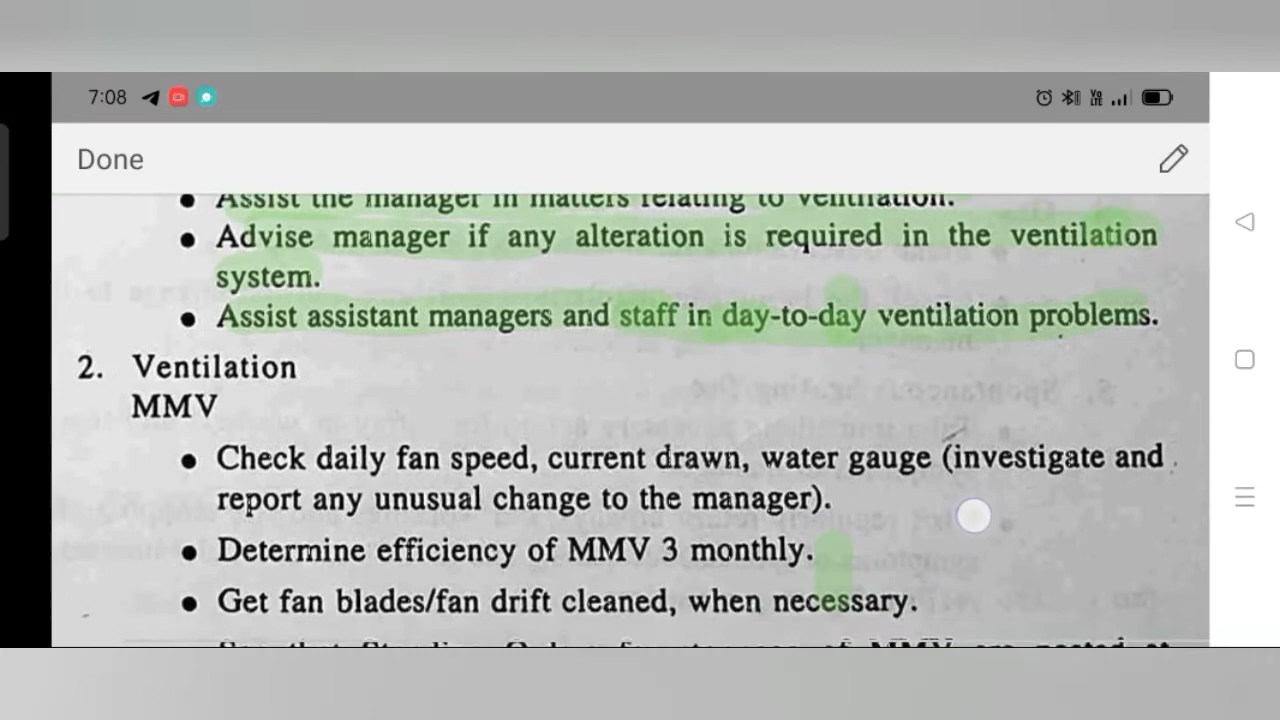 7:08
Done
• Assist the manager in matters relating to ventilation.
• Advise manager if any alteration is required in the ventilation
system.
• Assist assistant managers and staff in day-to-day ventilation problems.
2. Ventilation
MMV
• Check daily fan speed, current drawn, water gauge (investigate and
report any unusual change to the manager).
• Determine efficiency of MMV 3 monthly.
• Get fan blades/fan drift cleaned, when necessary.